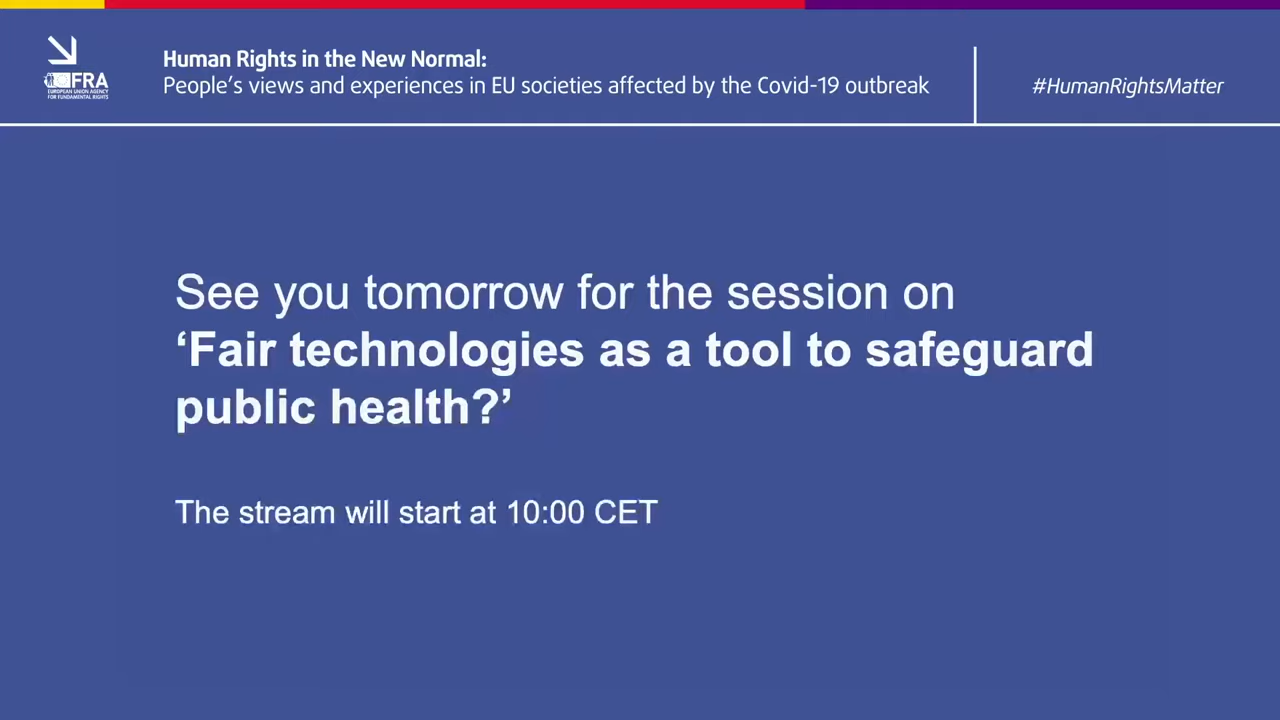 FRA
EUROPEAN UNION AGENCY
FOR FUNDAMENTAL RIGHTS
Human Rights in the New Normal:
People's views and experiences in EU societies affected by the Covid-19 outbreak
#HumanRightsMatter
See you tomorrow for the session on
‘Fair technologies as a tool to safeguard
public health?’
The stream will start at 10:00 CET